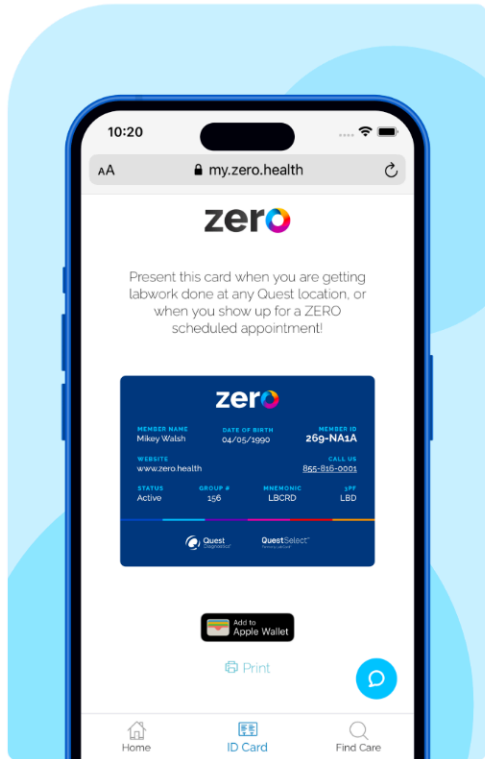 10:20
AA my.zero.health
zero
Present this card when you are getting
labwork done at any Quest location, or
when you show up for a ZERO
scheduled appointment!
zero
MEMBER NAME DATE OF BIRTH MEMBER ID
Mikey Walsh 04/05/1990 269-NA1A
WEBSITE CALL US
www.zero.health 855-816-0001
STATUS GROUP # MNEMONIC 3PF
Active 156 LBCRD LBD
Quest QuestSelect™
Diagnostics™
Add to
Apple Wallet
Print
Home ID Card Find Care